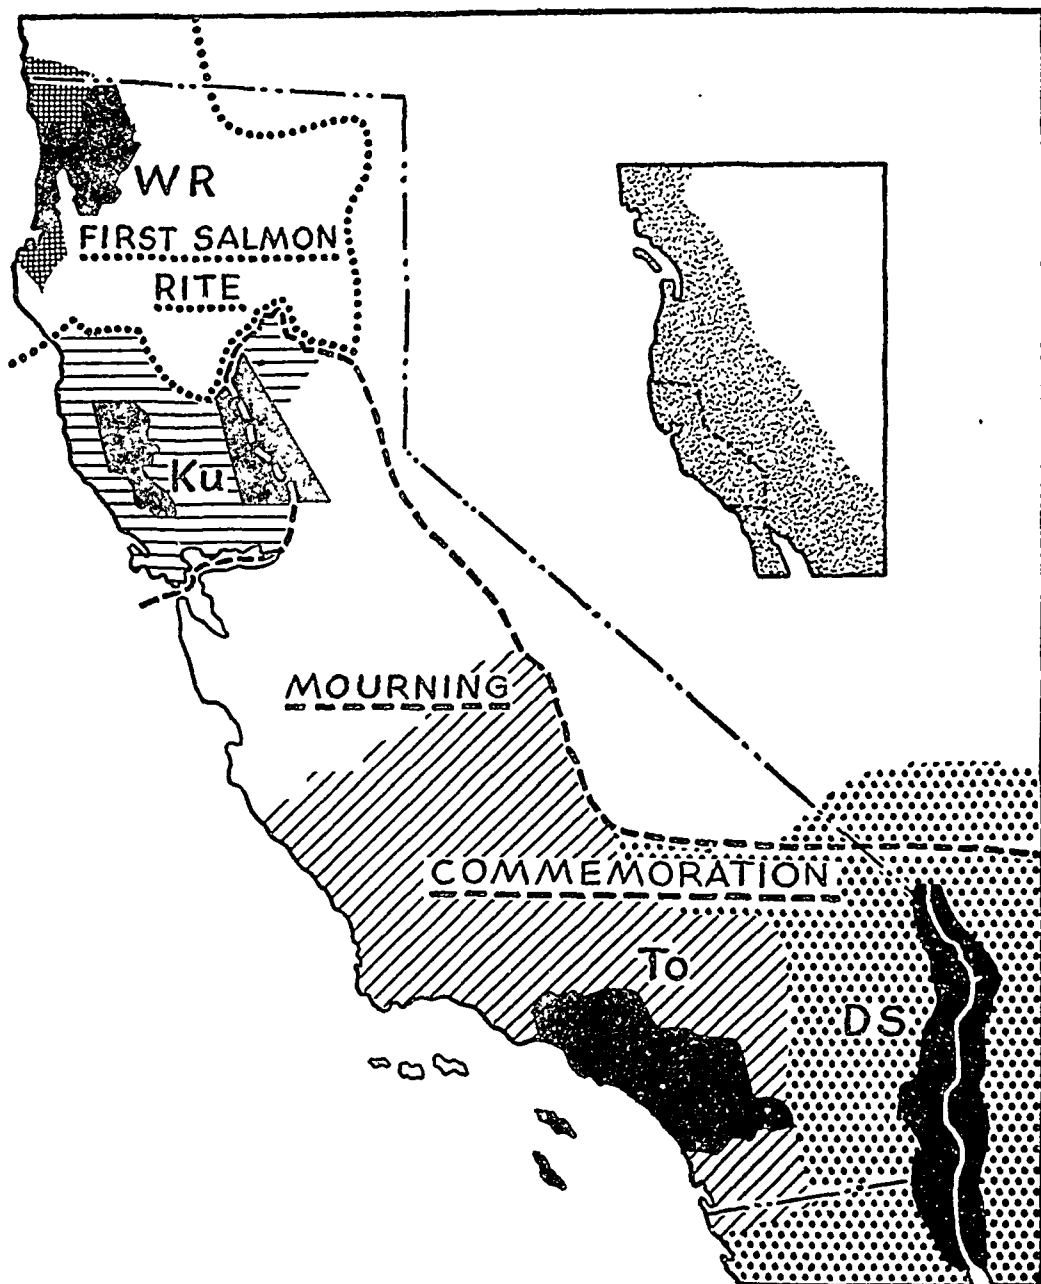 WR
FIRST SALMON
RITE
Ku
MOURNING
COMMEMORATION
To
DS